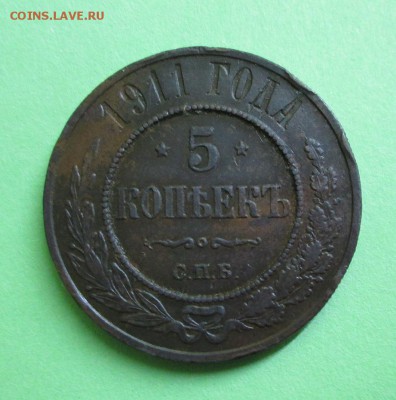 COINS.LAVE.RU
1911 ГОДА
5
КОПѢЕКЪ
С.П.Б.